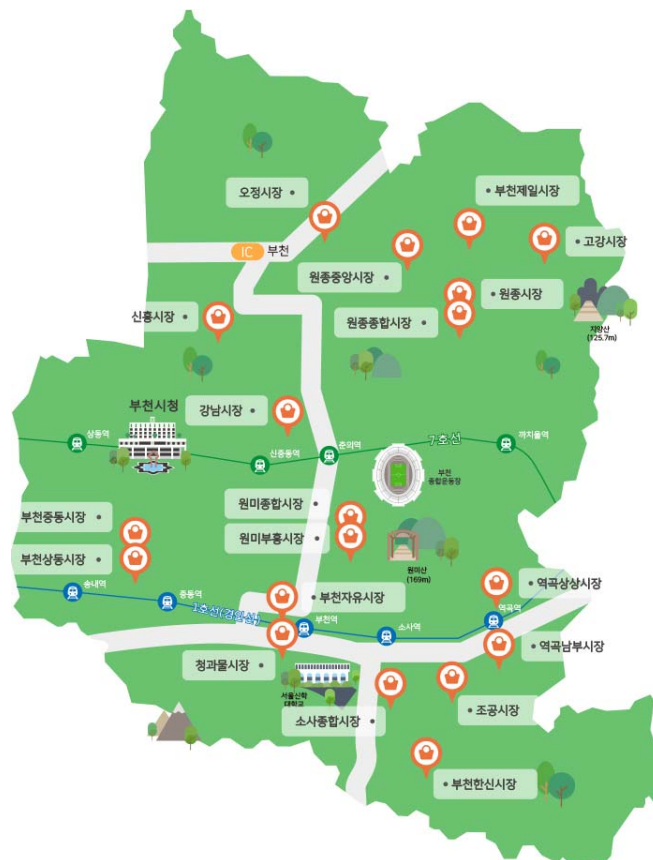 오정시장
부천제일시장
고강시장
IC 부천
원종중앙시장
원종시장
지양산
(125.7m)
신흥시장
원종종합시장
부천시청
강남시장
상동역
신중동역
춘의역
7호선
까치울역
부천
종합운동장
원미종합시장
부천중동시장
원미부흥시장
부천상동시장
원미산
(169m)
역곡상상시장
송내역
중동역
부천자유시장
1호선(경인선)
부천역
소사역
역곡역
역곡남부시장
청과물시장
서울신학
대학교
조공시장
소사종합시장
부천한신시장